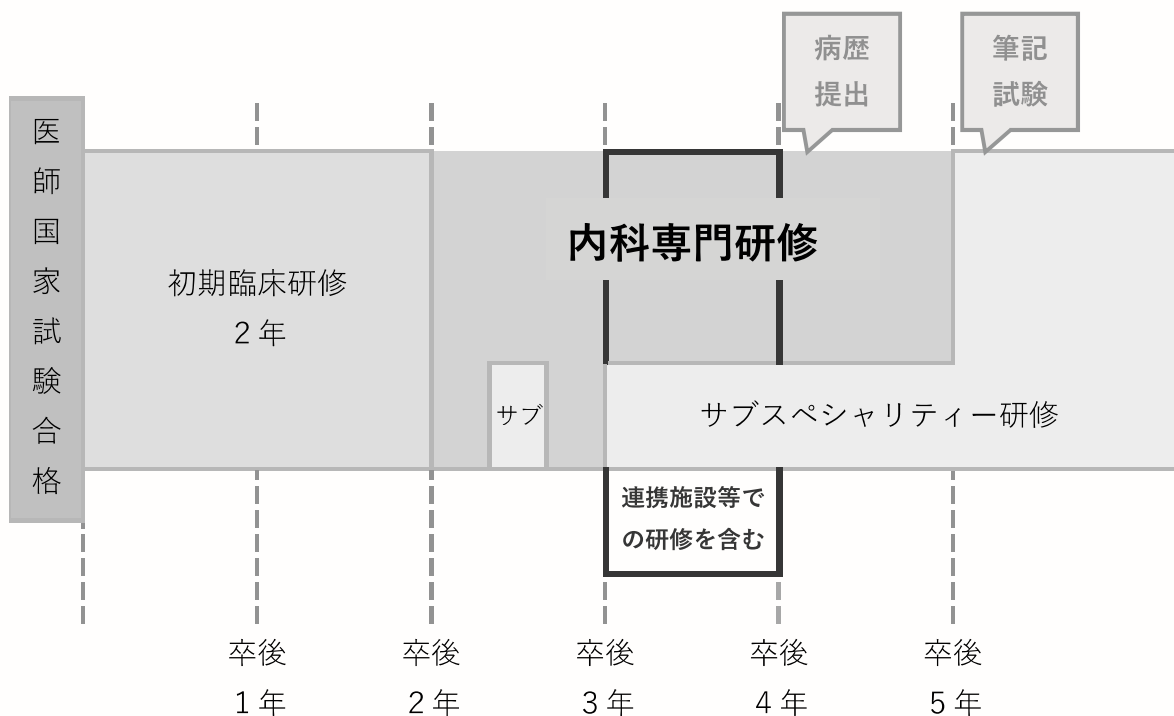 病歴
提出
筆記
試験
医師国家試験合格
内科専門研修
初期臨床研修
2 年
サブ
サブスペシャリティー研修
連携施設等で
の研修を含む
卒後
1 年
卒後
2 年
卒後
3 年
卒後
4 年
卒後
5 年